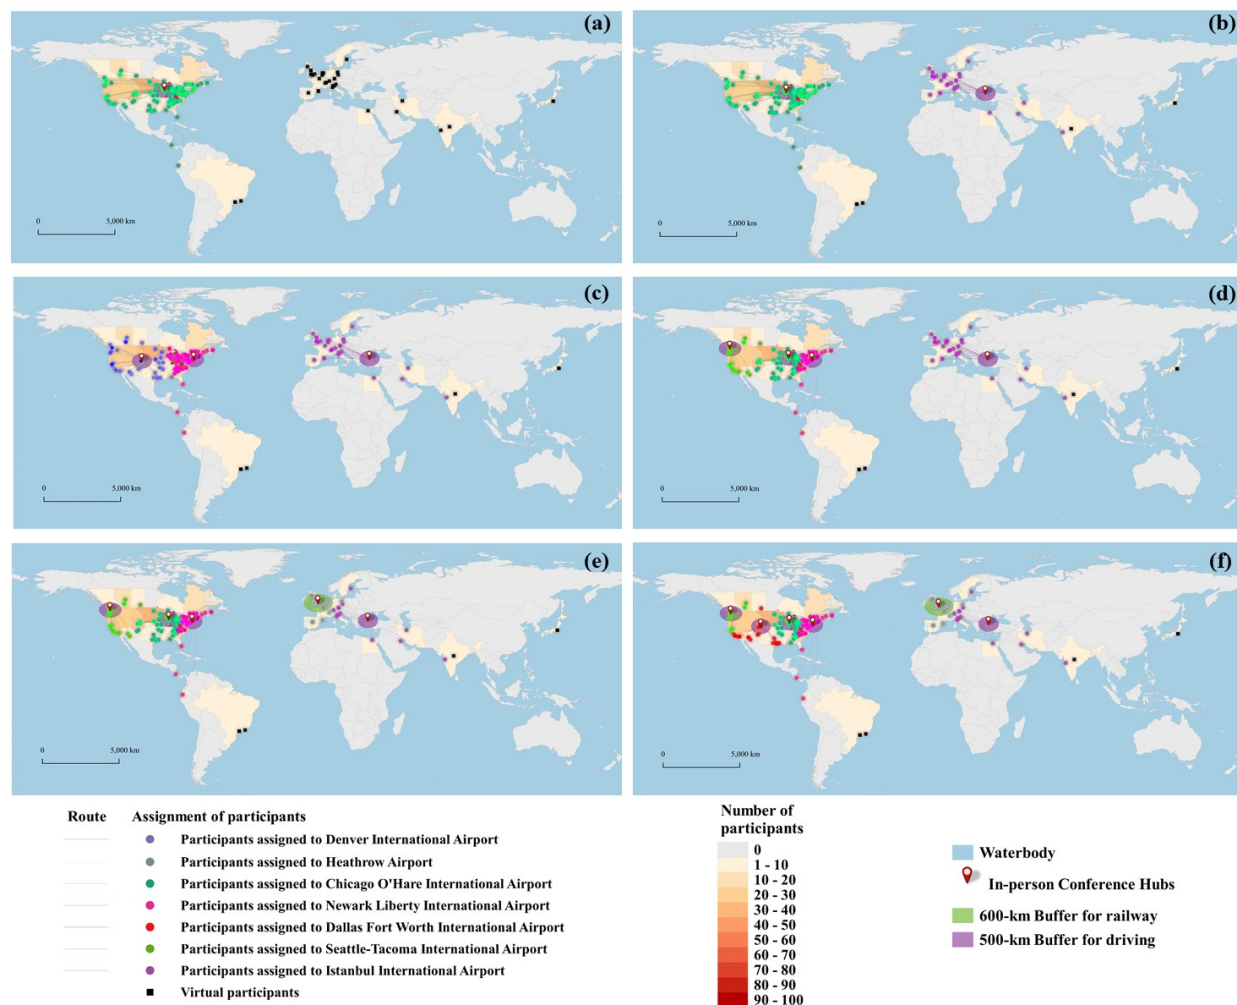 (a)
(b)
0
5,000 km
0
5,000 km
(c)
(d)
0
5,000 km
0
5,000 km
(e)
(f)
0
5,000 km
0
5,000 km
Route
Assignment of participants
Participants assigned to Denver International Airport
Participants assigned to Heathrow Airport
Participants assigned to Chicago O'Hare International Airport
Participants assigned to Newark Liberty International Airport
Participants assigned to Dallas Fort Worth International Airport
Participants assigned to Seattle-Tacoma International Airport
Participants assigned to Istanbul International Airport
Virtual participants
Number of
participants
0
1 - 10
10 - 20
20 - 30
30 - 40
40 - 50
50 - 60
60 - 70
70 - 80
80 - 90
90 - 100
Waterbody
In-person Conference Hubs
600-km Buffer for railway
500-km Buffer for driving